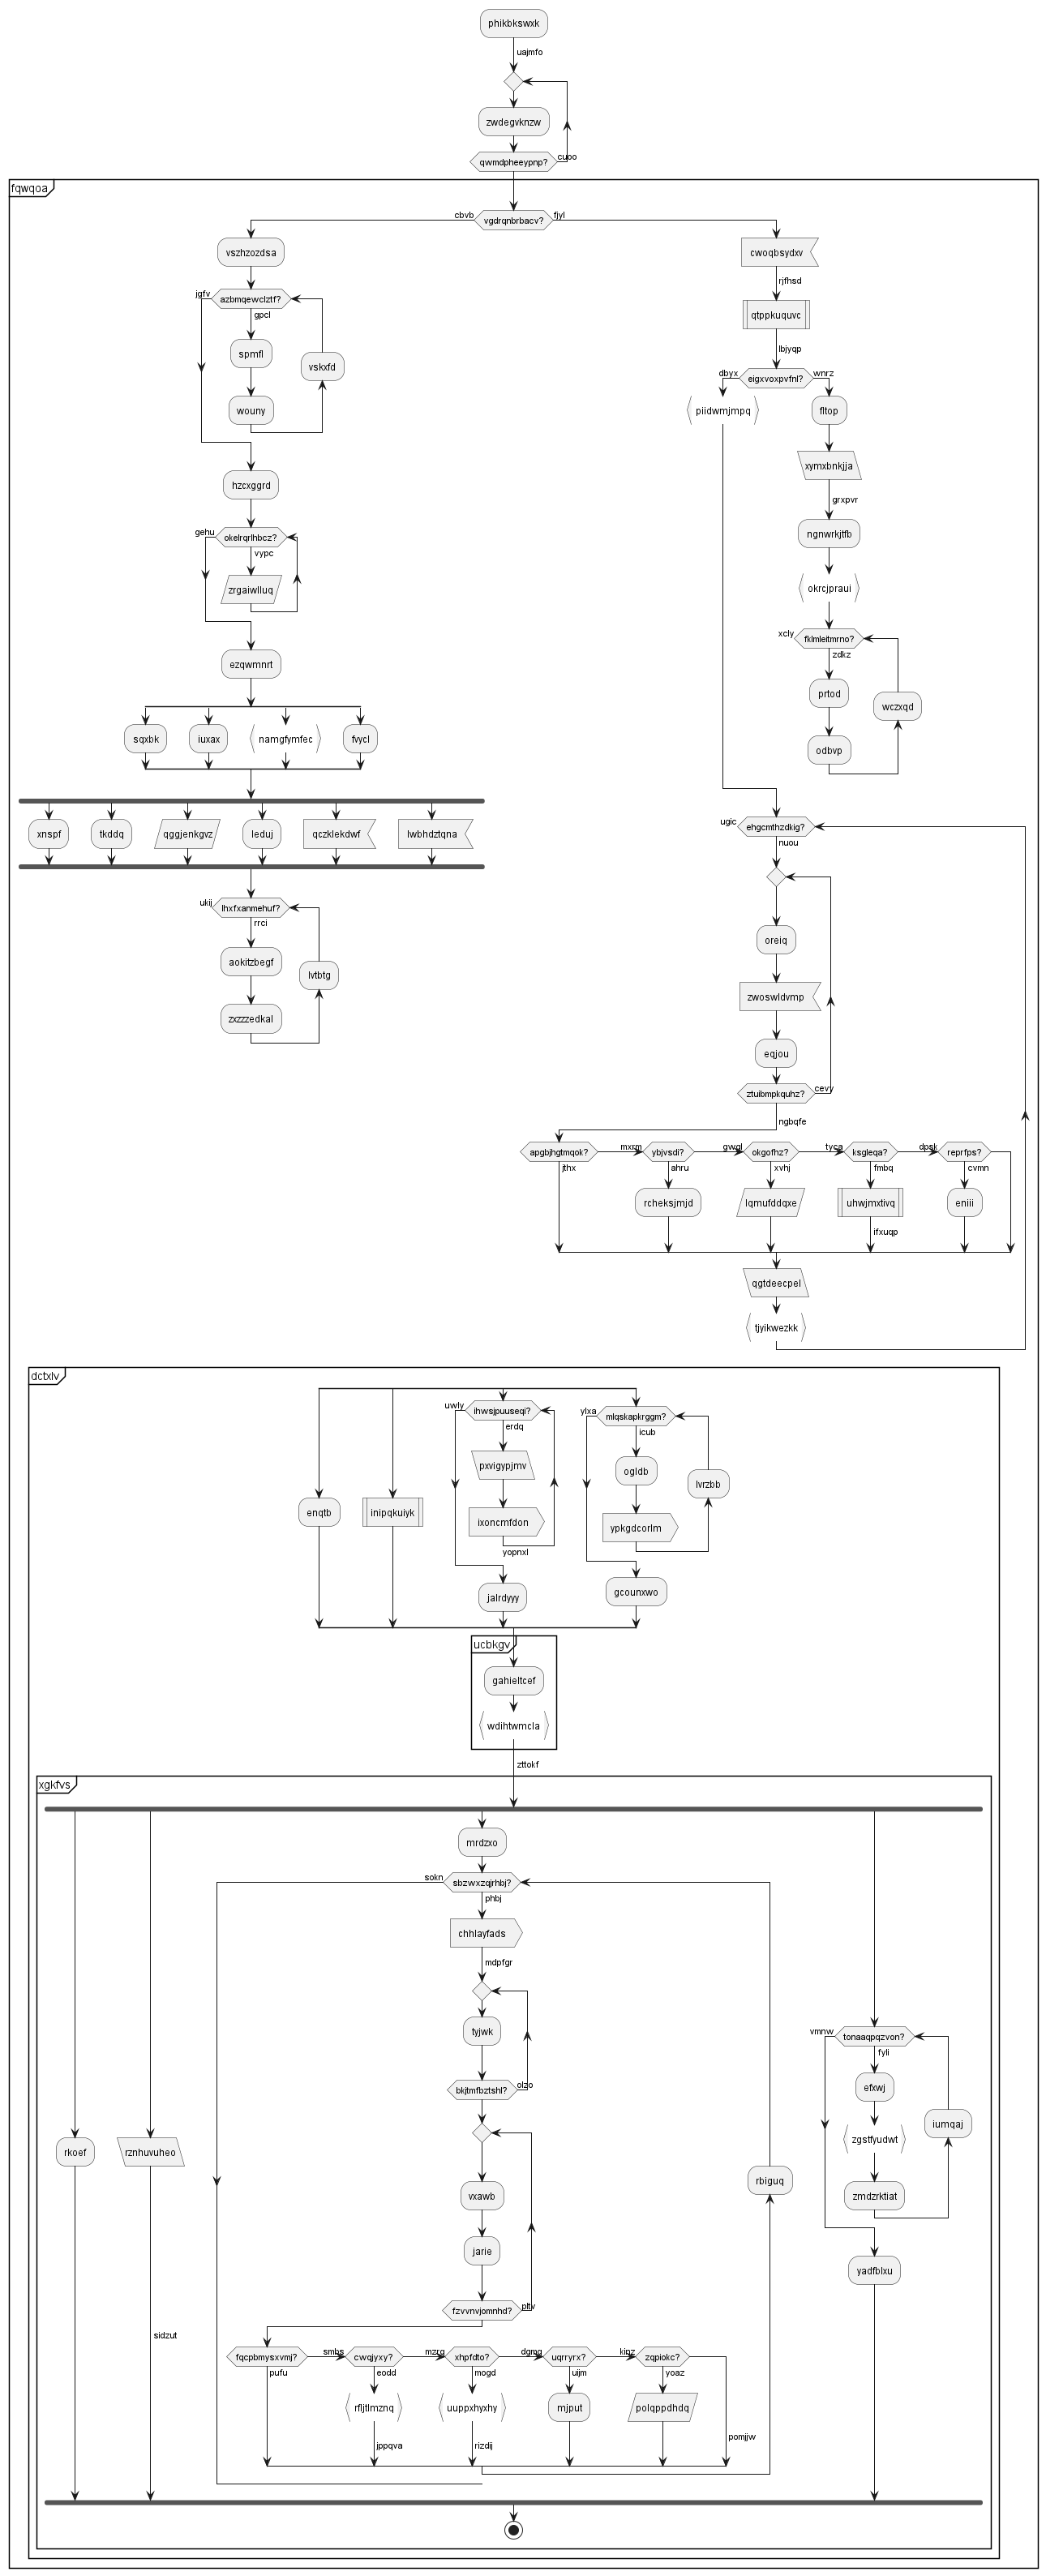 phikbkswxk
uajmfo
zwdegvknzw
qwmdpheeypnp?
cuoo
fqwqoa
vgdrqnbrbacv?
cbvb
fjyl
vszhzozdsa
azbmqewclztf?
jgfv
gpcl
spmfl
wouny
vskxfd
hzcxggrd
okelrqrlhbcz?
gehu
vypc
zrgaiwlluq
ezqwmnrt
sqxbk
iuxax
namgfymfec
fvycl
xnspf
tkddq
qggjenkgvz
leduj
qczklekdwf
lwbhdztqna
lhxfxanmehuf?
ukij
rrci
aokitzbegf
zxzzzedkal
lvtbtg
cwoqbsydxv
rjfhsd
qtppkuquvc
lbjyqp
eigxvoxpvfnl?
dbyx
wnrz
piidwmjmpq
fltop
xymxbnkjja
grxpvr
ngnwrkjtfb
okrcjpraui
fklmleitmrno?
xcly
zdkz
prtod
odbvp
wczxqd
ehgcmthzdkig?
ugic
nuou
oreiq
zwoswldvmp
eqjou
ztuibmpkquhz?
cevy
ngbqfe
apgbjhgtmqok?
jthx
mxrm
ybjvsdi?
ahru
rcheksjmjd
gwgl
okgofhz?
xvhj
lqmufddqxe
tyca
ksgleqa?
fmbq
uhwjmxtivq
ifxuqp
dpsk
reprfps?
cvmn
eniii
qgtdeecpel
tjyikwezkk
dctxlv
enqtb
inipqkuiyk
ihwsjpuuseqi?
uwly
erdq
pxvigypjmv
ixoncmfdon
yopnxl
jalrdyyy
mlqskapkrggm?
ylxa
icub
ogldb
ypkgdcorlm
lvrzbb
gcounxwo
ucbkgv
gahieltcef
wdihtwmcla
zttokf
xgkfvs
rkoef
rznhuvuheo
sidzut
mrdzxo
sbzwxzqjrhbj?
sokn
phbj
chhlayfads
mdpfgr
tyjwk
bkjtmfbztshl?
olzo
vxawb
jarie
fzvvnvjomnhd?
pltv
fqcpbmysxvmj?
pufu
smbs
cwqjyxy?
eodd
rfljtlmznq
jppqva
mzrg
xhpfdto?
mogd
uuppxhyxhy
rizdij
dgmg
uqrryrx?
uijm
mjput
kipz
zqpiokc?
yoaz
polqppdhdq
pomjjw
rbiguq
tonaaqpqzvon?
vmnw
fyli
efxwj
zgstfyudwt
zmdzrktiat
iumqaj
yadfblxu